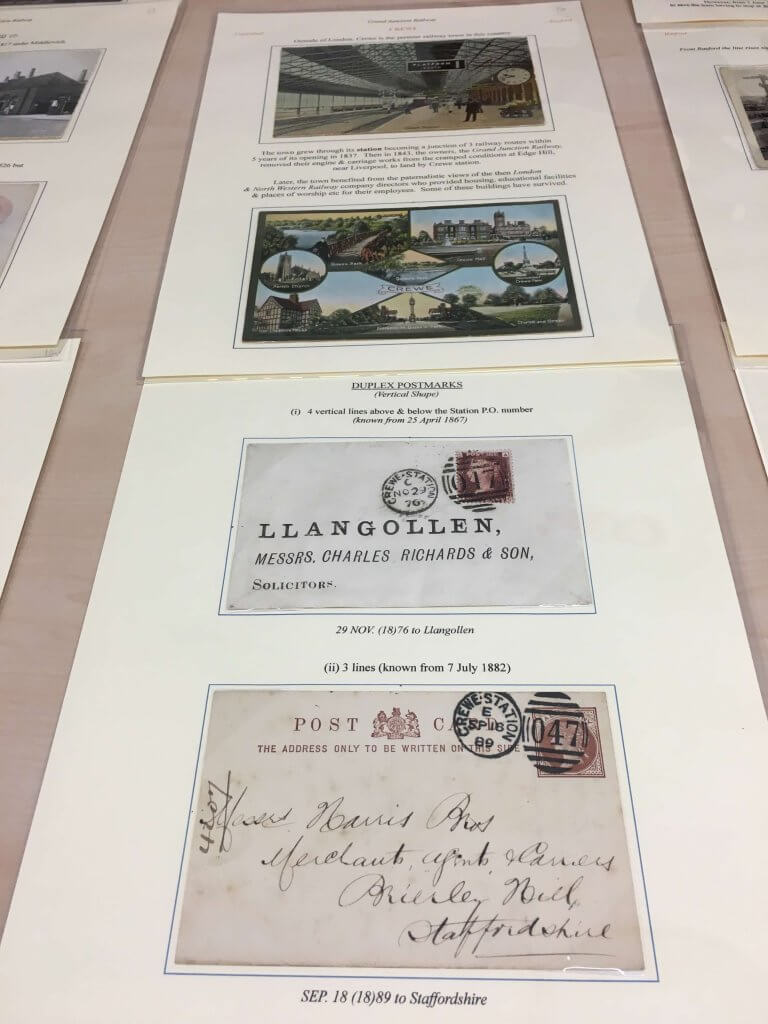 Grand Junction Railway
CREWE
Outside of London, Crewe is the premier railway town in this country
PLATFORM
The town grew through its station becoming a junction of 3 railway routes within
5 years of its opening in 1837. Then in 1843, the owners, the Grand Junction Railway,
removed their engine & carriage works from the cramped conditions at Edge Hill,
near Liverpool, to land by Crewe station.
Later, the town benefited from the paternalistic views of the then London
& North Western Railway company directors who provided housing, educational facilities
& places of worship etc for their employees. Some of these buildings have survived.
Queens Park
Crewe Hall
Parish Church
CREWE
DUPLEX POSTMARKS
(Vertical Shape)
(i) 4 vertical lines above & below the Station P.O. number
(known from 25 April 1867)
CREWE-STATION
C
NO 29
76
047
LLANGOLLEN,
MESSRS. CHARLES RICHARDS & SON,
SOLICITORS.
29 NOV. (18)76 to Llangollen
(ii) 3 lines (known from 7 July 1882)
CREWE-STATION
E
SP 18
89
047
POST CARD
THE ADDRESS ONLY TO BE WRITTEN ON THIS SIDE
Messrs Harris Bros
Merchants, Agents & Carriers
Brierley Hill,
Staffordshire
SEP. 18 (18)89 to Staffordshire